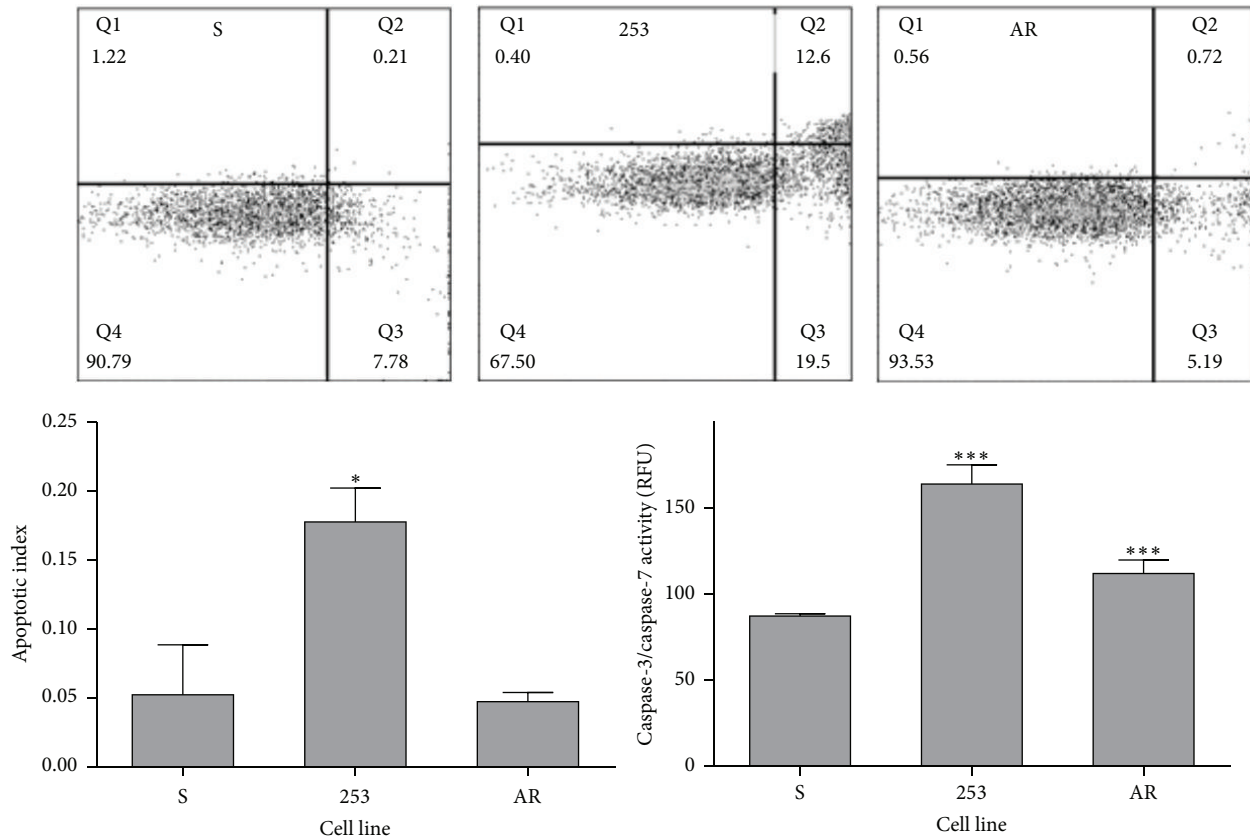 Q1 S Q2
1.22 0.21
Q4 Q3
90.79 7.78
Q1 253 Q2
0.40 12.6
Q4 Q3
67.50 19.5
Q1 AR Q2
0.56 0.72
Q4 Q3
93.53 5.19
Apoptotic index
0.25
0.20
0.15
0.10
0.05
0.00
*
S 253 AR
Cell line
Caspase-3/caspase-7 activity (RFU)
150
100
50
0
***
***
S 253 AR
Cell line